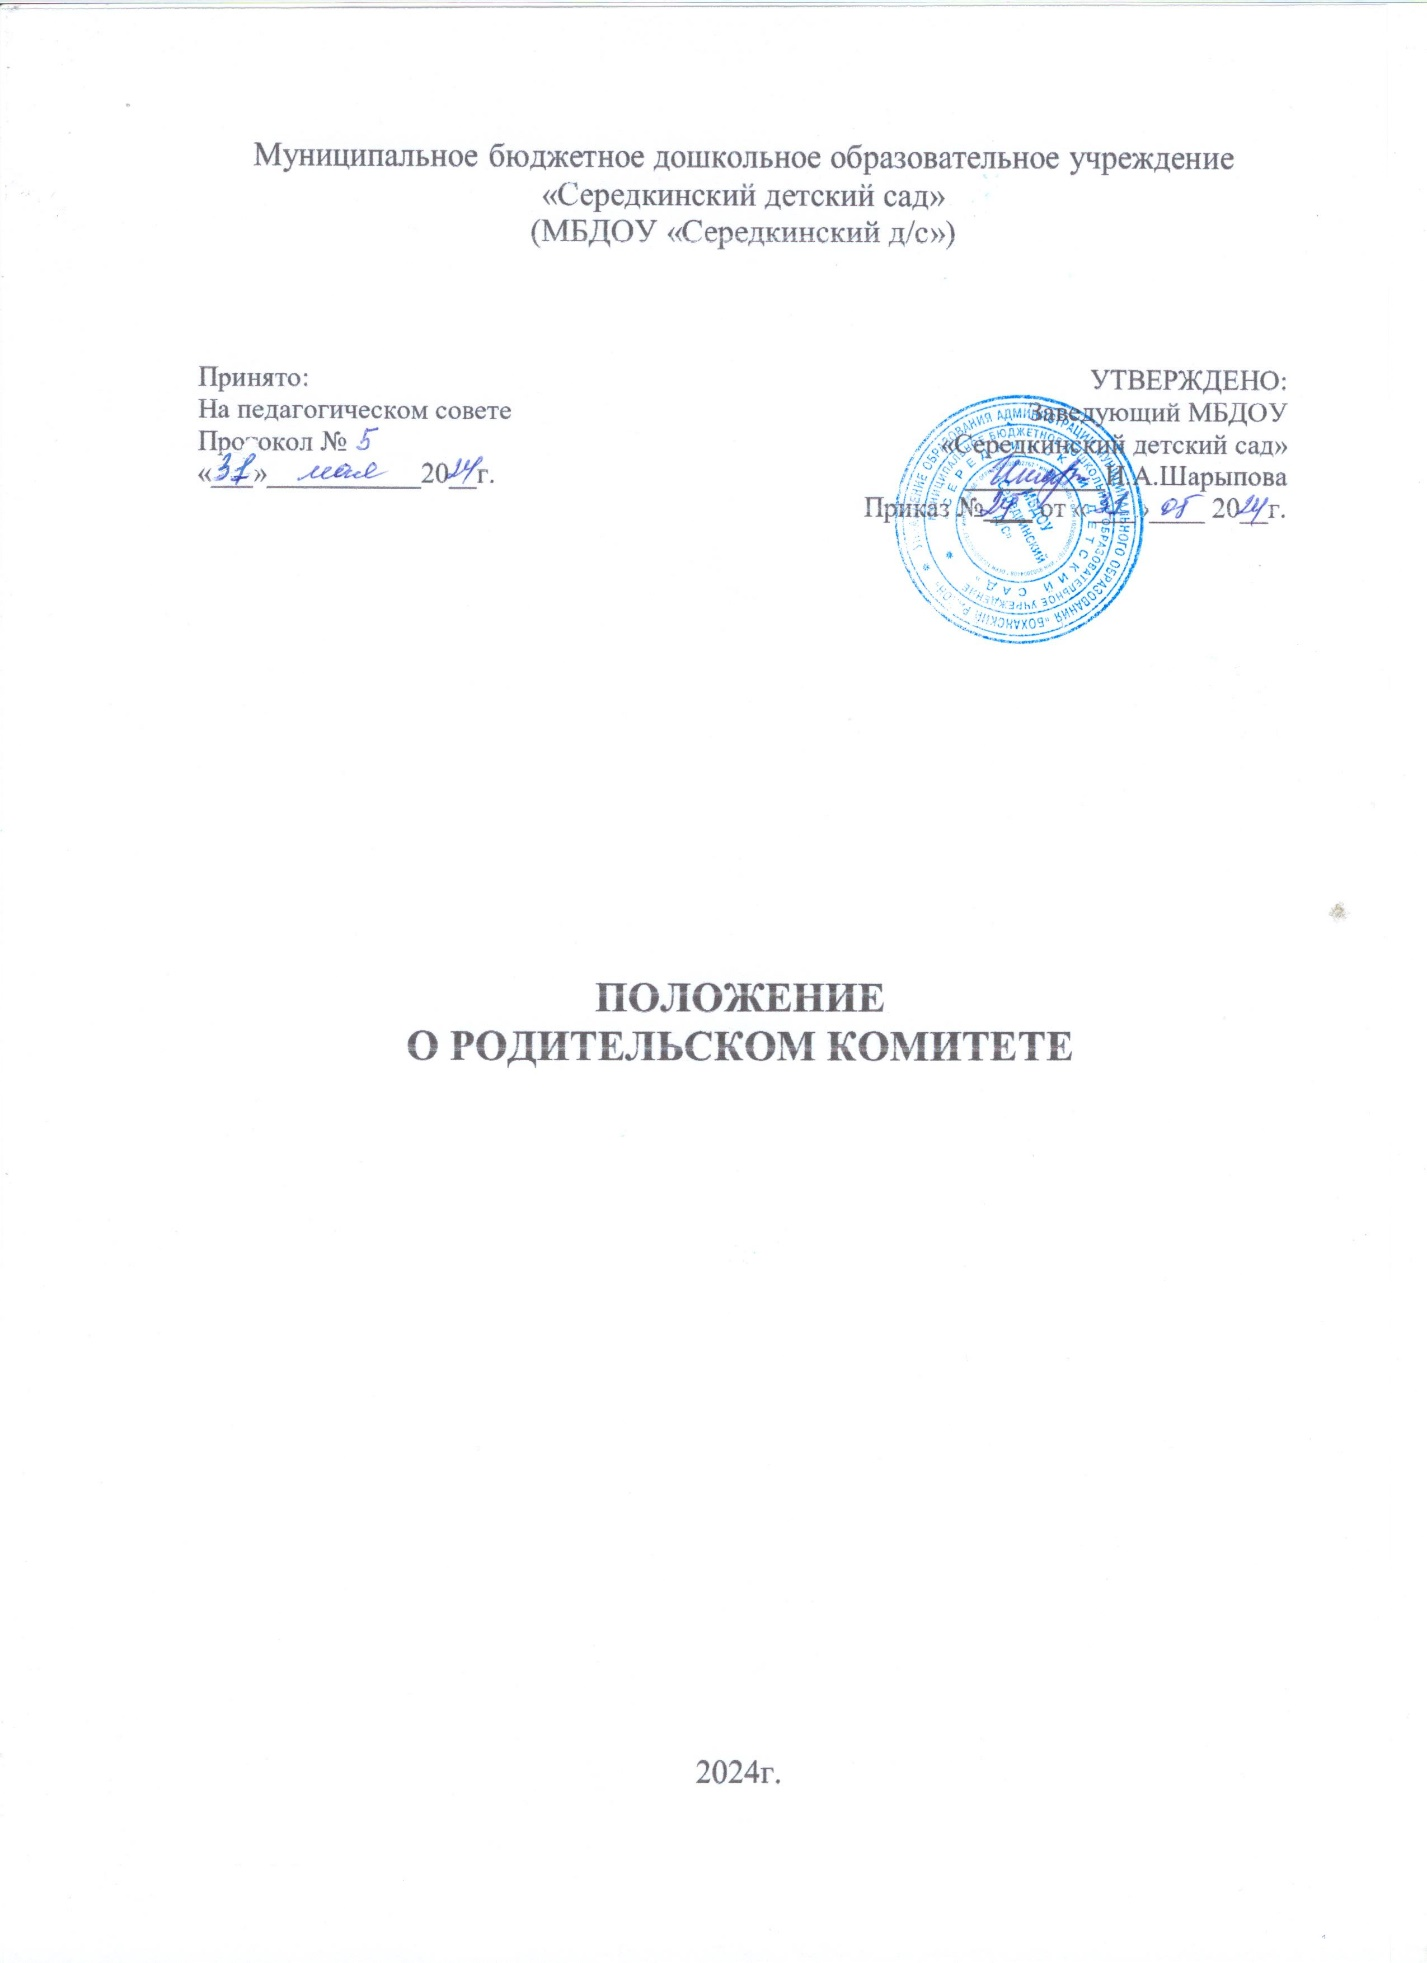 Муниципальное бюджетное дошкольное образовательное учреждение
«Середкинский детский сад»
(МБДОУ «Середкинский д/с»)
Принято:
На педагогическом совете
Протокол № 5
«31» мая 2024г.
УТВЕРЖДЕНО:
Заведующий МБДОУ
«Середкинский детский сад»
И.А.Шарыпова
Приказ № от « » 05 2024г.
МБДОУ
ПОЛОЖЕНИЕ
О РОДИТЕЛЬСКОМ КОМИТЕТЕ
2024г.